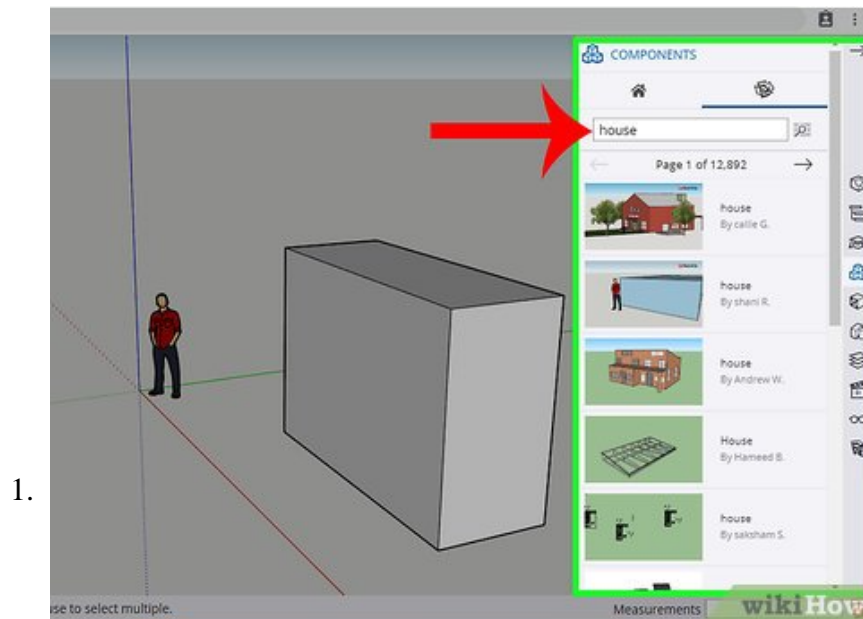 COMPONENTS
house
Page 1 of 12,892
house
By callie G.
house
By shani R.
house
By Andrew W.
House
By Hameed B.
house
By saksham S.
1.
use to select multiple.
Measurements
wikiHow